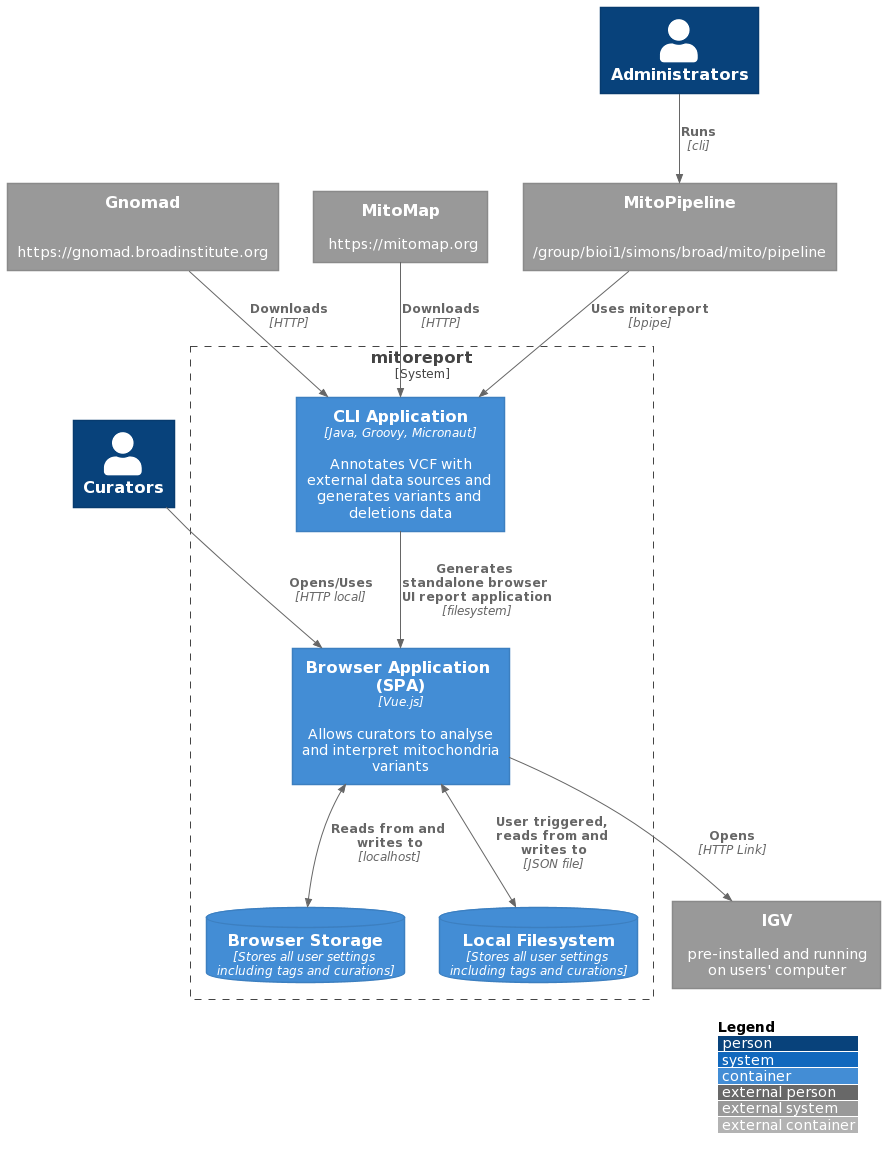 Administrators
Runs
[cli]
Gnomad
https://gnomad.broadinstitute.org
MitoMap
https://mitomap.org
MitoPipeline
/group/bioi1/simons/broad/mito/pipeline
Downloads
[HTTP]
Downloads
[HTTP]
Uses mitoreport
[bpipe]
mitoreport
[System]
CLI Application
[Java, Groovy, Micronaut]
Annotates VCF with
external data sources and
generates variants and
deletions data
Curators
Opens/Uses
[HTTP local]
Generates
standalone browser
UI report application
[filesystem]
Browser Application
(SPA)
[Vue.js]
Allows curators to analyse
and interpret mitochondria
variants
Reads from and
writes to
[localhost]
User triggered,
reads from and
writes to
[JSON file]
Opens
[HTTP Link]
Browser Storage
[Stores all user settings
including tags and curations]
Local Filesystem
[Stores all user settings
including tags and curations]
IGV
pre-installed and running
on users' computer
Legend
person
system
container
external person
external system
external container